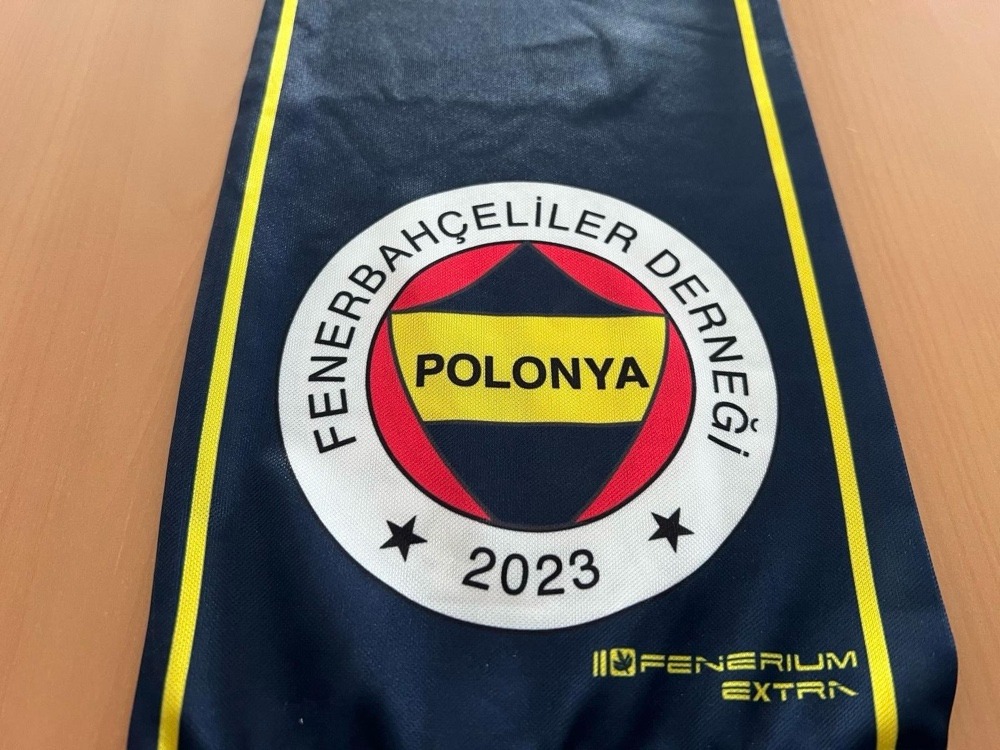 FENERBAHÇELİLER DERNEĞİ
POLONYA
2023
FENERIUM
EXTRA